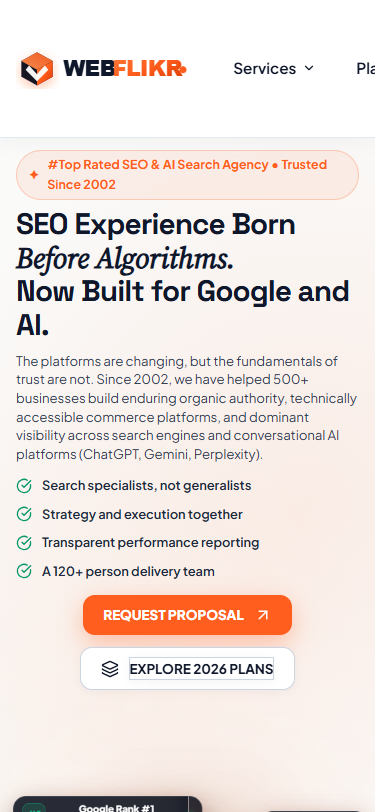 WEBFLIKR
Services
Pla
#Top Rated SEO & AI Search Agency ● Trusted
Since 2002
SEO Experience Born
Before Algorithms.
Now Built for Google and
AI.
The platforms are changing, but the fundamentals of
trust are not. Since 2002, we have helped 500+
businesses build enduring organic authority, technically
accessible commerce platforms, and dominant
visibility across search engines and conversational AI
platforms (ChatGPT, Gemini, Perplexity).
Search specialists, not generalists
Strategy and execution together
Transparent performance reporting
A 120+ person delivery team
REQUEST PROPOSAL
EXPLORE 2026 PLANS
Google Rank #1